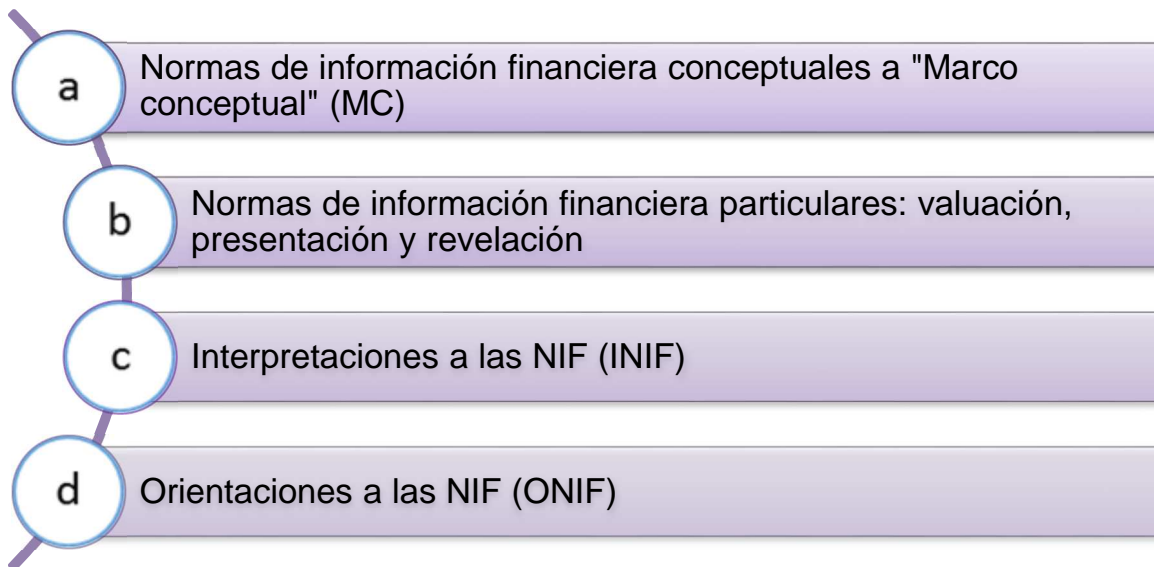 a
Normas de información financiera conceptuales a "Marco
conceptual" (MC)
b
Normas de información financiera particulares: valuación,
presentación y revelación
c
Interpretaciones a las NIF (INIF)
d
Orientaciones a las NIF (ONIF)